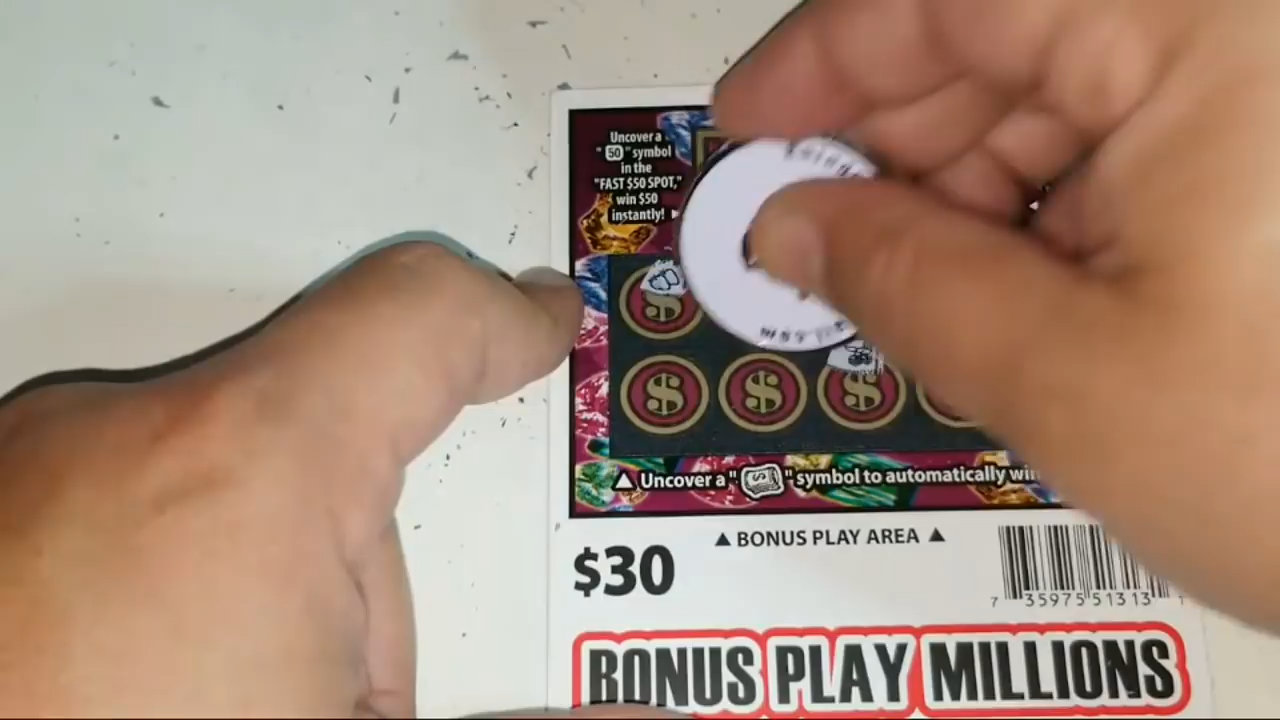 Uncover a
" 50 " symbol
in the
"FAST $50 SPOT,"
win $50
instantly!
$
$ $ $
Uncover a " $ " symbol to automatically win
BONUS PLAY AREA
$30
7 35975 51313 1
BONUS PLAY MILLIONS